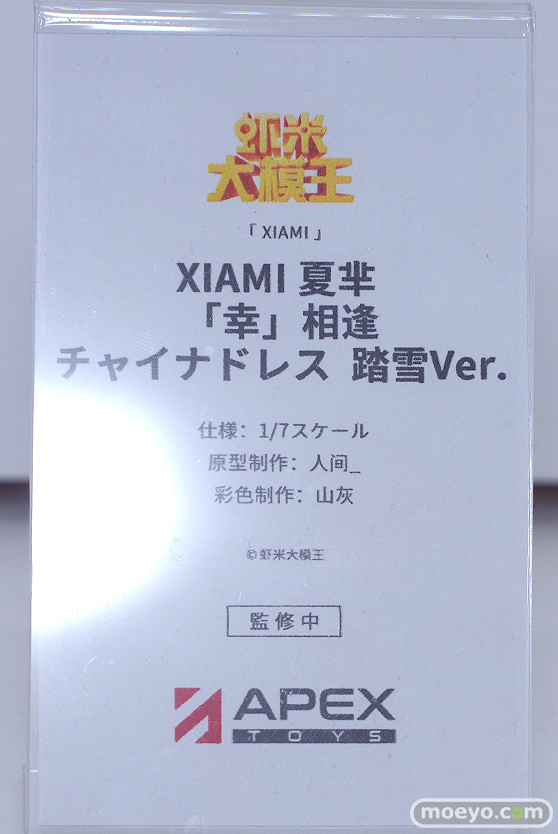 虾米
大模王
「 XIAMI 」
XIAMI 夏芈
「幸」相逢
チャイナドレス 踏雪Ver.
仕様：1/7スケール
原型制作：人间_
彩色制作：山灰
©虾米大模王
監修中
APEX
TOYS
moeyo.com